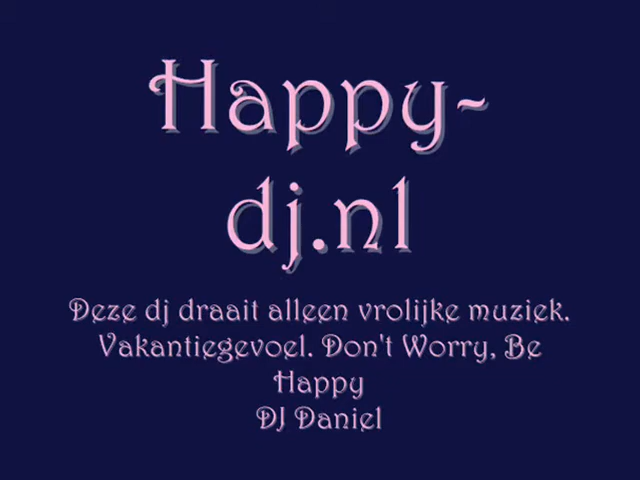 Happy-
dj.nl
Deze dj draait alleen vrolijke muziek.
Vakantiegevoel. Don't Worry, Be
Happy
DJ Daniel